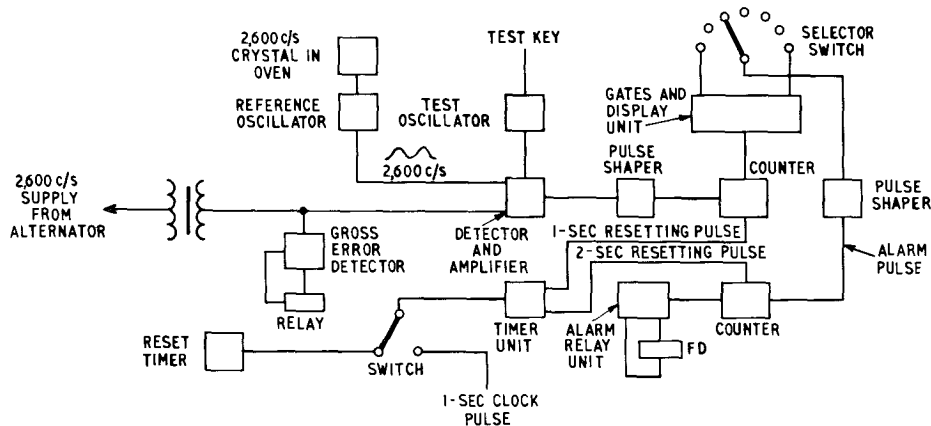 2,600 c/s
CRYSTAL IN
OVEN
REFERENCE
OSCILLATOR
TEST KEY
TEST
OSCILLATOR
2,600 c/s
SELECTOR
SWITCH
GATES AND
DISPLAY
UNIT
PULSE
SHAPER
COUNTER
PULSE
SHAPER
2,600 c/s
SUPPLY
FROM
ALTERNATOR
GROSS
ERROR
DETECTOR
RELAY
DETECTOR
AND
AMPLIFIER
1-SEC RESETTING PULSE
2-SEC RESETTING PULSE
ALARM
PULSE
RESET
TIMER
SWITCH
TIMER
UNIT
ALARM
RELAY
UNIT
FD
COUNTER
1-SEC CLOCK
PULSE